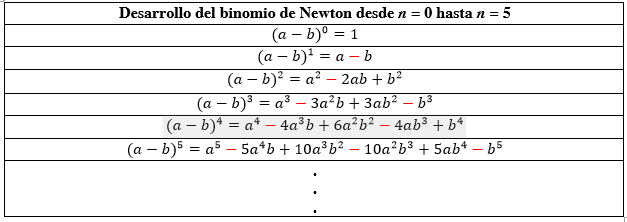 Desarrollo del binomio de Newton desde n = 0 hasta n = 5
(a − b)⁰ = 1
(a − b)¹ = a − b
(a − b)² = a² − 2ab + b²
(a − b)³ = a³ − 3a²b + 3ab² − b³
(a − b)⁴ = a⁴ − 4a³b + 6a²b² − 4ab³ + b⁴
(a − b)⁵ = a⁵ − 5a⁴b + 10a³b² − 10a²b³ + 5ab⁴ − b⁵
.
.
.